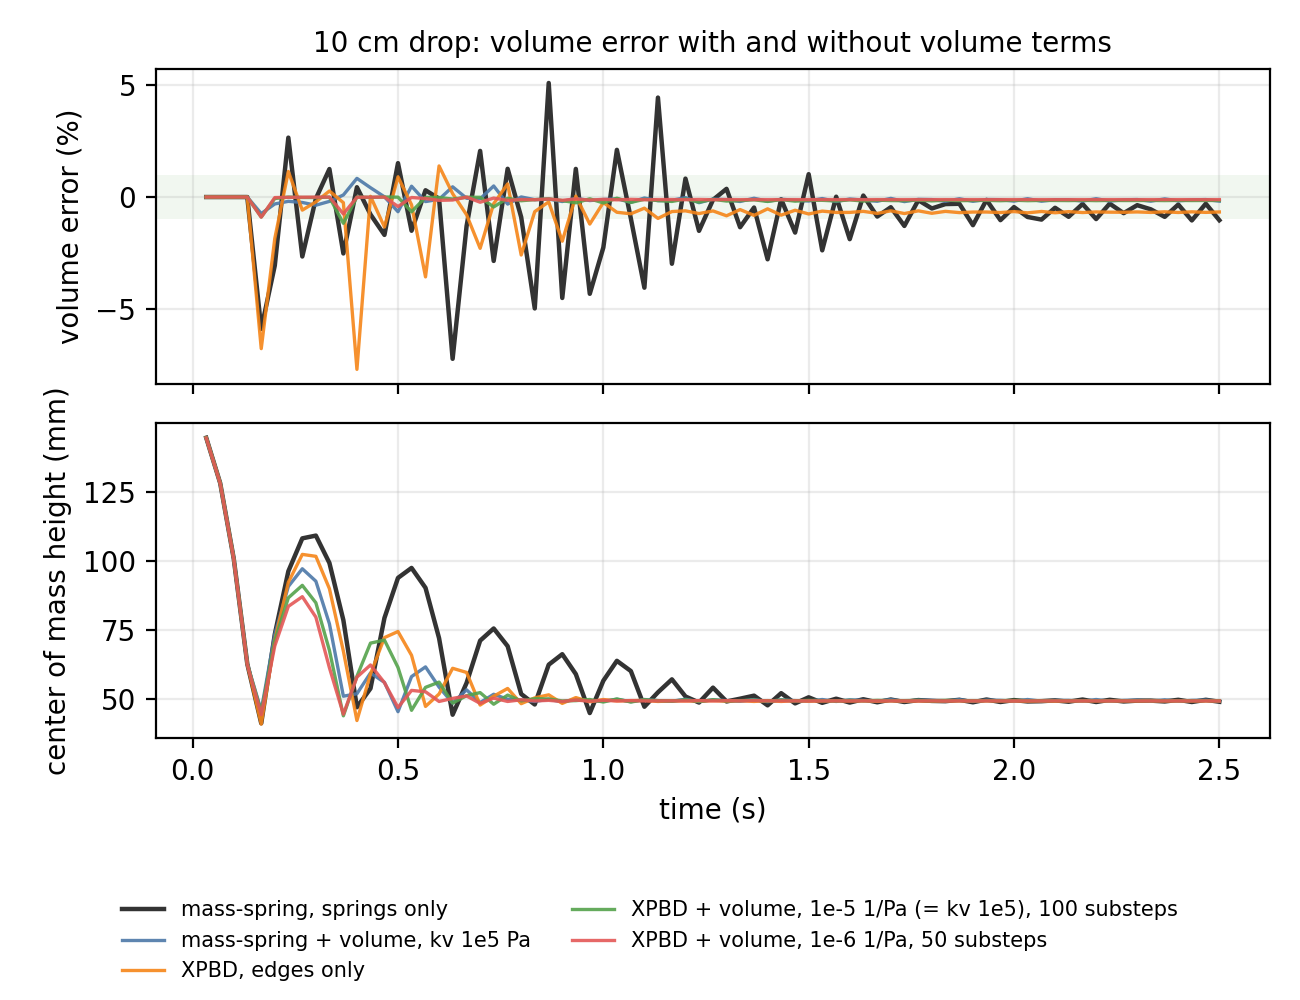 10 cm drop: volume error with and without volume terms
volume error (%)
5
0
−5
center of mass height (mm)
125
100
75
50
0.0 0.5 1.0 1.5 2.0 2.5
time (s)
mass-spring, springs only
mass-spring + volume, kv 1e5 Pa
XPBD, edges only
XPBD + volume, 1e-5 1/Pa (= kv 1e5), 100 substeps
XPBD + volume, 1e-6 1/Pa, 50 substeps